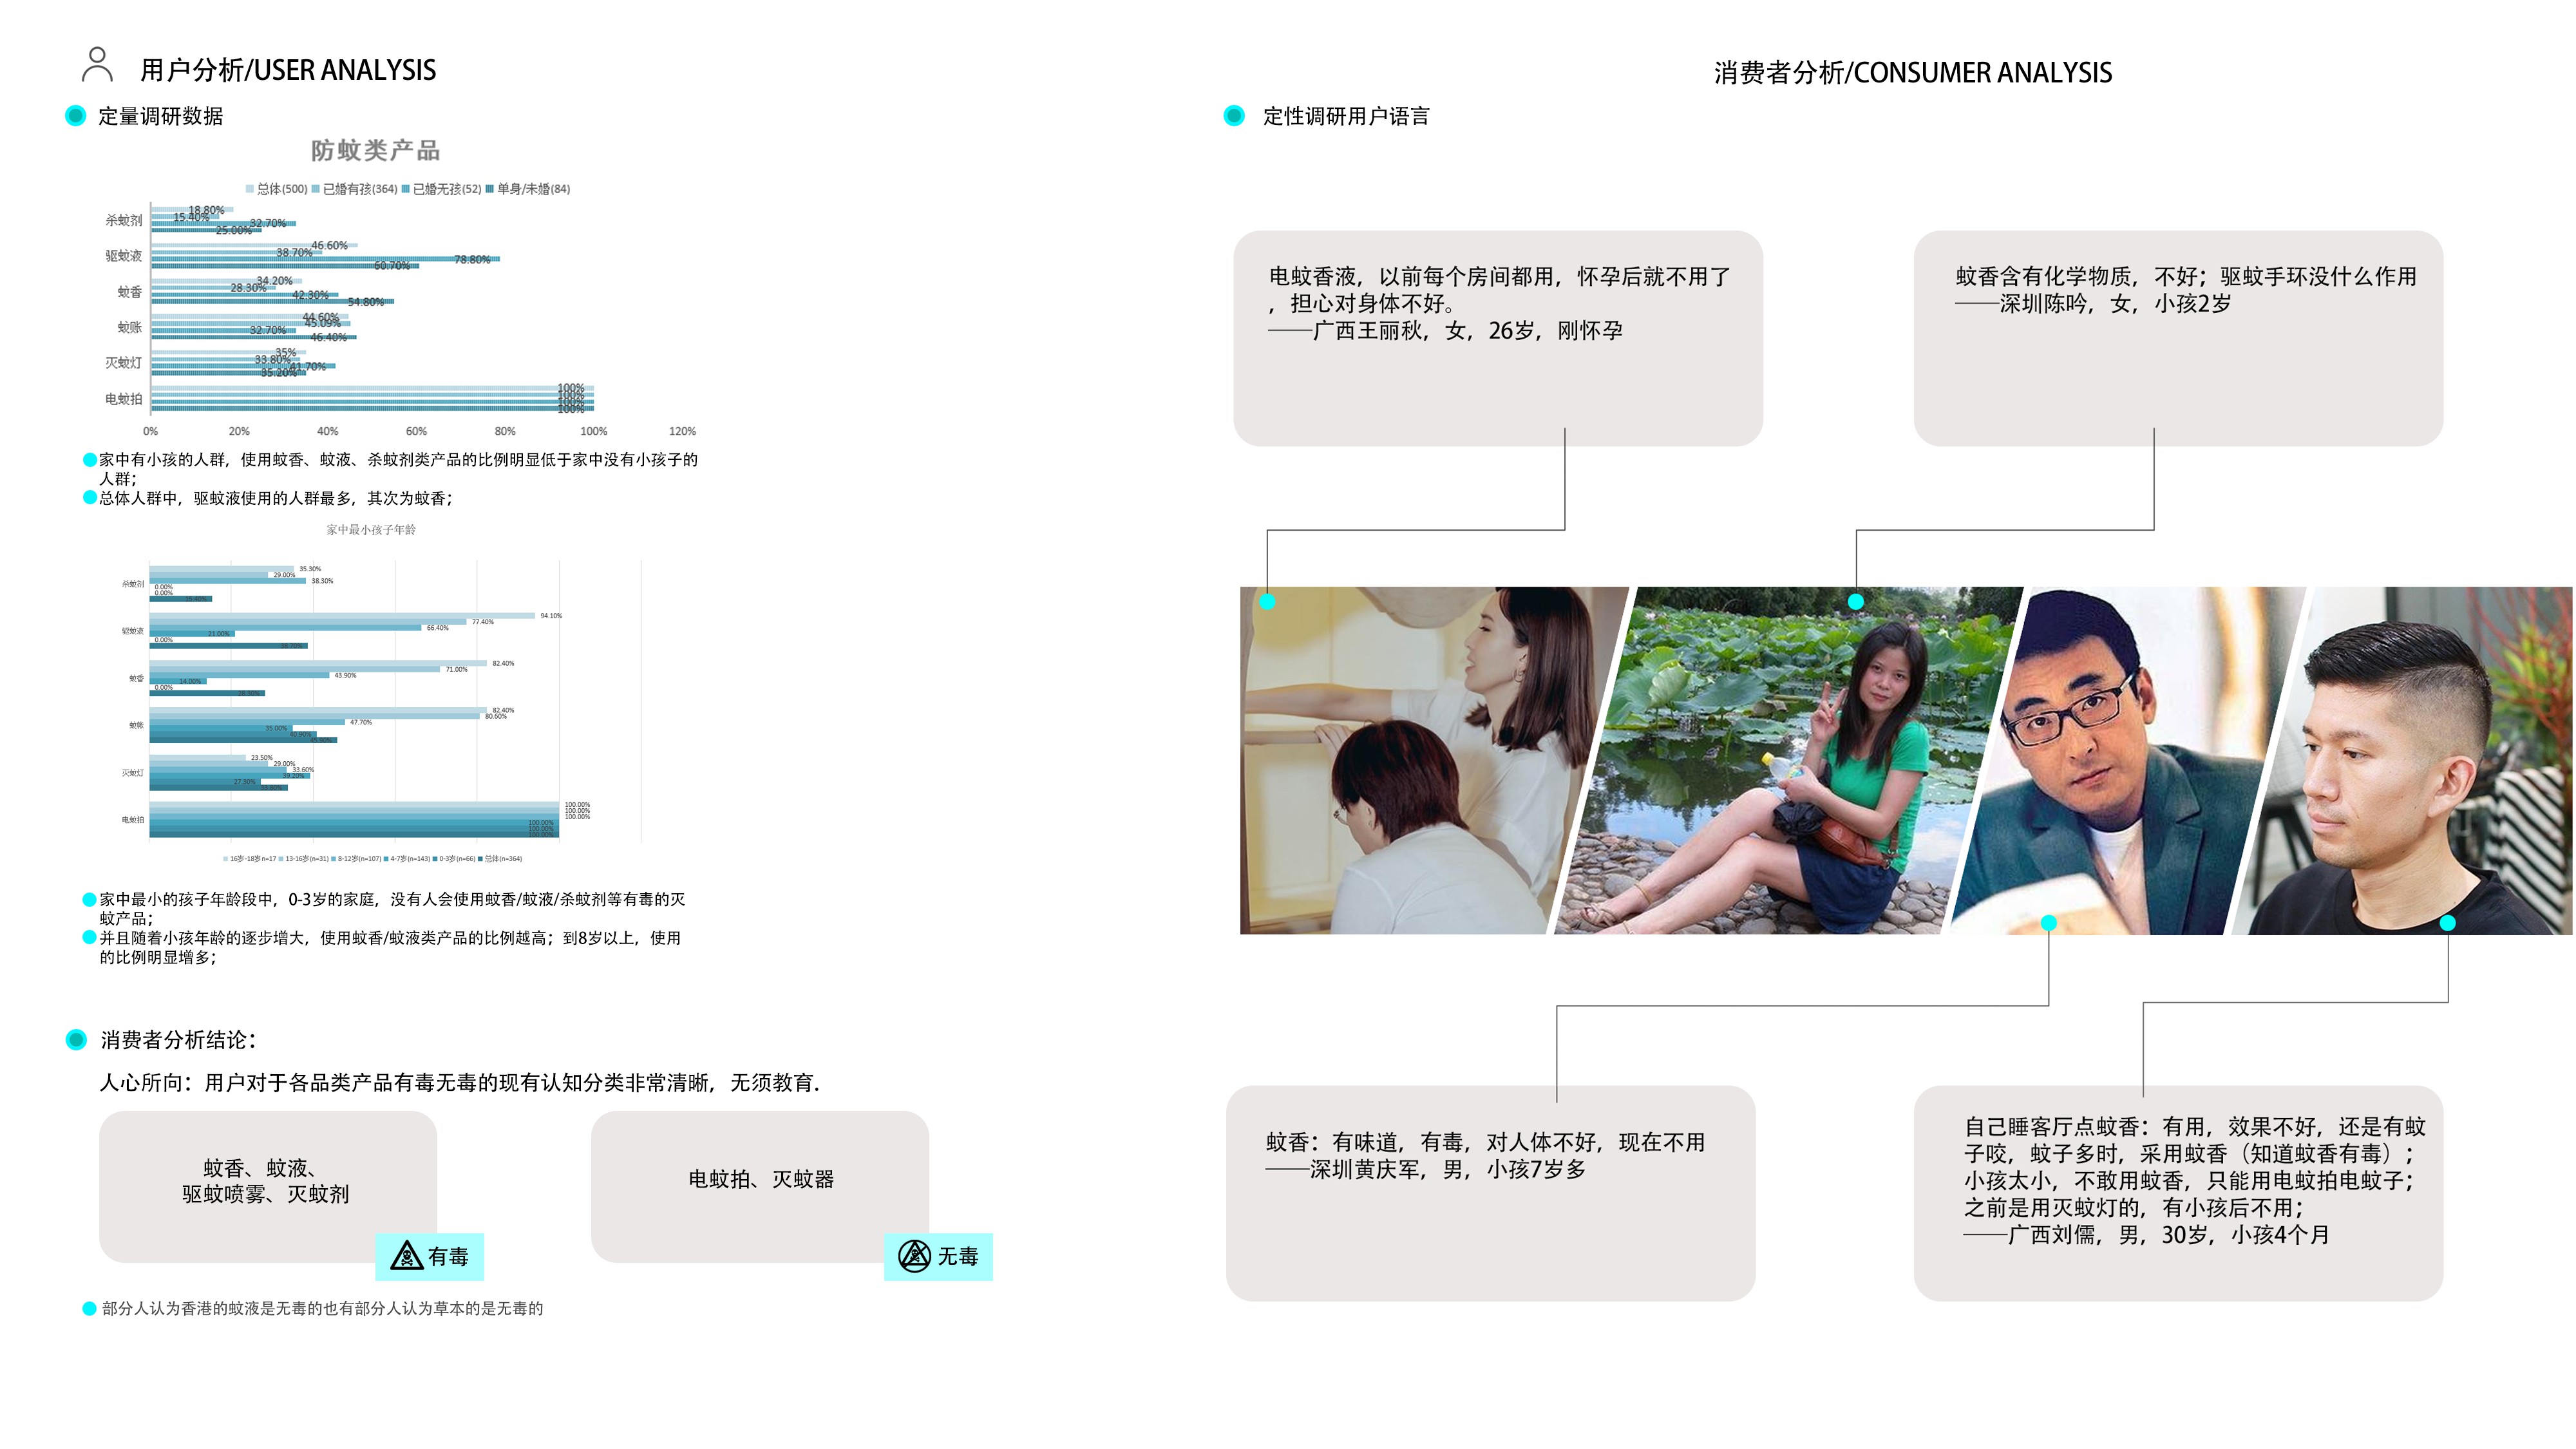 用户分析/USER ANALYSIS
定量调研数据
防蚊类产品
总体(500) 已婚有孩(364) 已婚无孩(52) 单身/未婚(84)
杀蚊剂
18.80%
15.40%
32.70%
25.00%
驱蚊液
46.60%
38.70%
78.80%
60.70%
蚊香
34.20%
28.30%
42.30%
54.80%
蚊账
44.60%
45.09%
32.70%
46.40%
灭蚊灯
35%
33.80%
41.70%
35.20%
电蚊拍
100%
100%
100%
100%
0% 20% 40% 60% 80% 100% 120%
家中有小孩的人群，使用蚊香、蚊液、杀蚊剂类产品的比例明显低于家中没有小孩子的
人群；
总体人群中，驱蚊液使用的人群最多，其次为蚊香；
家中最小孩子年龄
杀蚊剂
35.30%
29.00%
38.30%
0.00%
0.00%
15.40%
驱蚊液
94.10%
77.40%
66.40%
21.00%
0.00%
38.70%
蚊香
82.40%
71.00%
43.90%
14.00%
0.00%
28.30%
蚊帐
82.40%
80.60%
47.70%
35.00%
40.90%
灭蚊灯
23.50%
29.00%
33.60%
39.20%
27.30%
33.80%
电蚊拍
100.00%
100.00%
100.00%
100.00%
100.00%
100.00%
16岁-18岁n=17 13-16岁(n=31) 8-12岁(n=107) 4-7岁(n=143) 0-3岁(n=66) 总体(n=364)
家中最小的孩子年龄段中，0-3岁的家庭，没有人会使用蚊香/蚊液/杀蚊剂等有毒的灭
蚊产品；
并且随着小孩年龄的逐步增大，使用蚊香/蚊液类产品的比例越高；到8岁以上，使用
的比例明显增多；
消费者分析结论：
人心所向：用户对于各品类产品有毒无毒的现有认知分类非常清晰，无须教育.
蚊香、蚊液、
驱蚊喷雾、灭蚊剂
有毒
电蚊拍、灭蚊器
无毒
部分人认为香港的蚊液是无毒的也有部分人认为草本的是无毒的
消费者分析/CONSUMER ANALYSIS
定性调研用户语言
电蚊香液，以前每个房间都用，怀孕后就不用了
，担心对身体不好。
——广西王丽秋，女，26岁，刚怀孕
蚊香含有化学物质，不好；驱蚊手环没什么作用
——深圳陈吟，女，小孩2岁
蚊香：有味道，有毒，对人体不好，现在不用
——深圳黄庆军，男，小孩7岁多
自己睡客厅点蚊香：有用，效果不好，还是有蚊
子咬，蚊子多时，采用蚊香（知道蚊香有毒）；
小孩太小，不敢用蚊香，只能用电蚊拍电蚊子；
之前是用灭蚊灯的，有小孩后不用；
——广西刘儒，男，30岁，小孩4个月